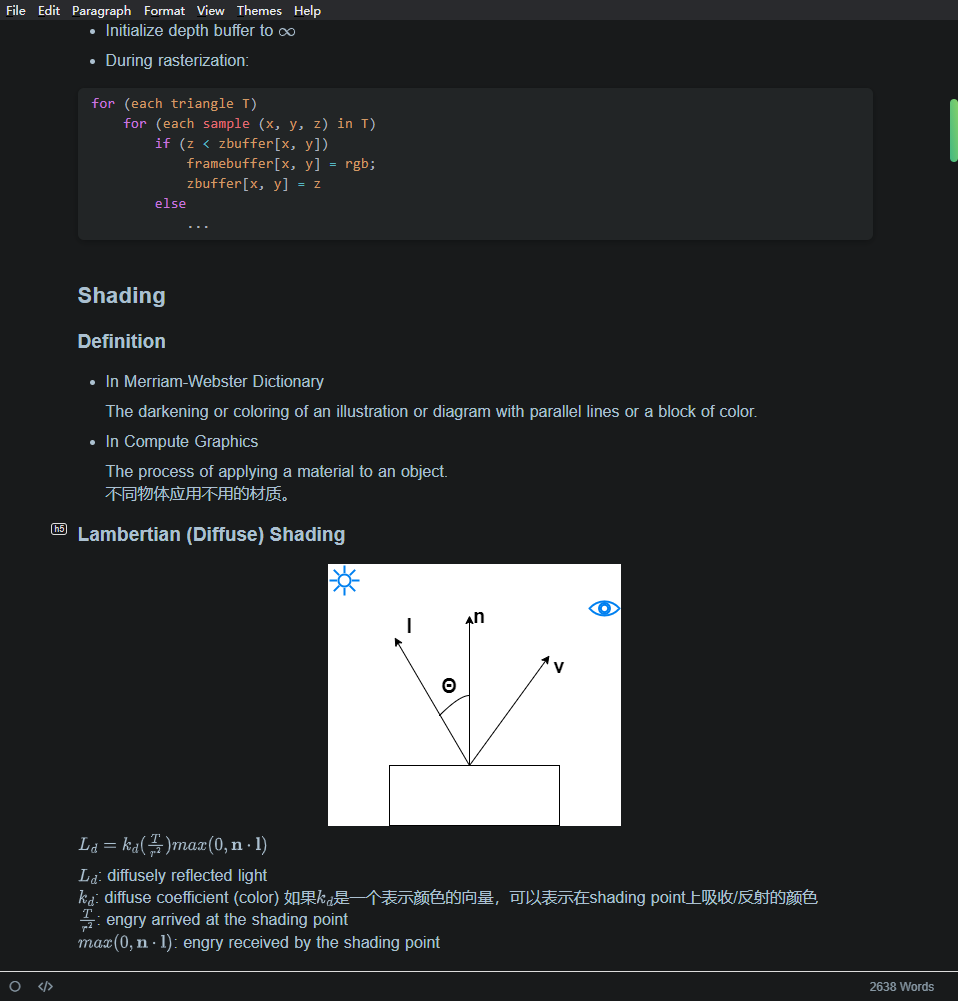 File Edit Paragraph Format View Themes Help
• Initialize depth buffer to ∞
• During rasterization:
for (each triangle T)
    for (each sample (x, y, z) in T)
        if (z < zbuffer[x, y])
            framebuffer[x, y] = rgb;
            zbuffer[x, y] = z
        else
            ...
Shading
Definition
• In Merriam-Webster Dictionary
The darkening or coloring of an illustration or diagram with parallel lines or a block of color.
• In Compute Graphics
The process of applying a material to an object.
不同物体应用不用的材质。
h5 Lambertian (Diffuse) Shading
l
n
v
Θ
$L_d = k_d(\frac{T}{r^2})max(0, \mathbf{n} \cdot \mathbf{l})$
$L_d$: diffusely reflected light
$k_d$: diffuse coefficient (color) 如果$k_d$是一个表示颜色的向量，可以表示在shading point上吸收/反射的颜色
$\frac{T}{r^2}$: engry arrived at the shading point
$max(0, \mathbf{n} \cdot \mathbf{l})$: engry received by the shading point
</> 2638 Words